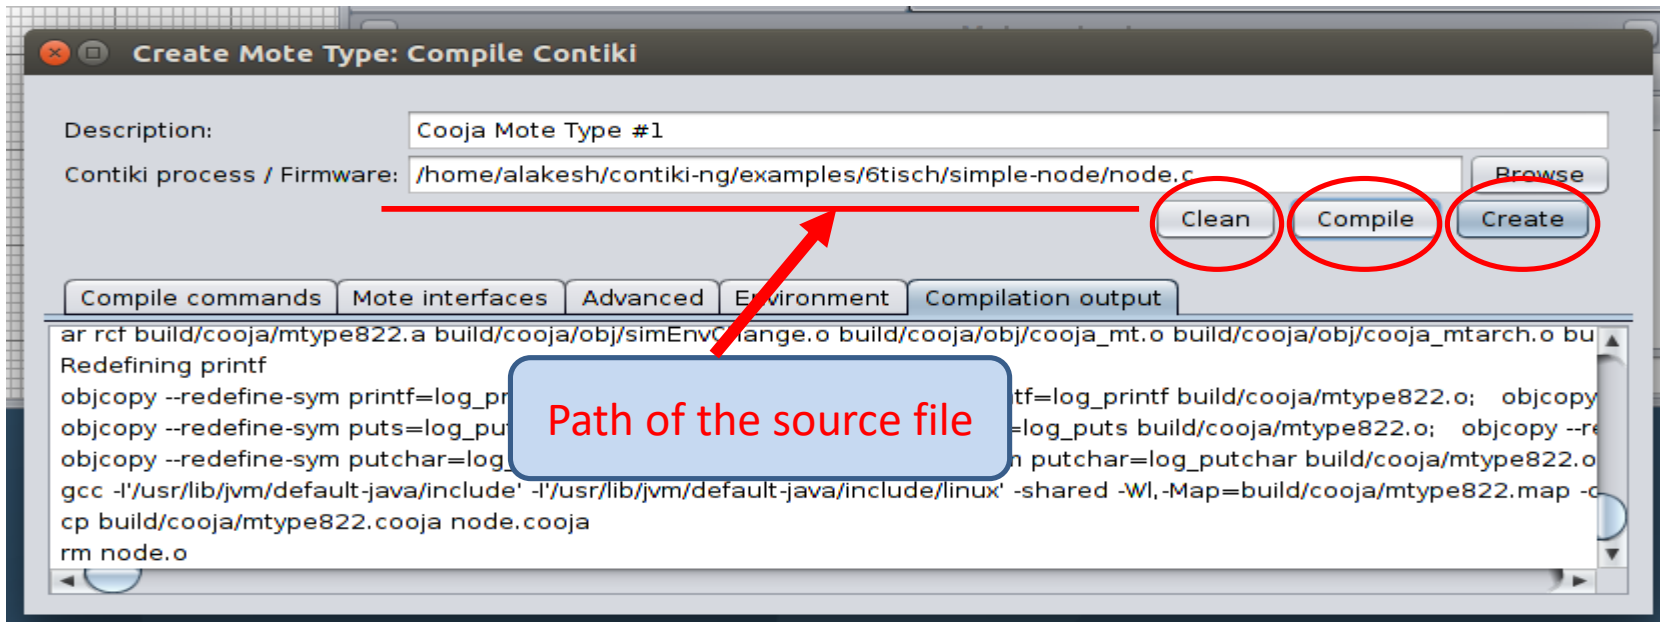 Create Mote Type: Compile Contiki
Description: Cooja Mote Type #1
Contiki process / Firmware: /home/alakesh/contiki-ng/examples/6tisch/simple-node/node.c Browse
Clean Compile Create
Compile commands Mote interfaces Advanced Environment Compilation output
ar rcf build/cooja/mtype822.a build/cooja/obj/simEnvChange.o build/cooja/obj/cooja_mt.o build/cooja/obj/cooja_mtarch.o bu
Redefining printf
objcopy --redefine-sym printf=log_pr tf=log_printf build/cooja/mtype822.o; objcopy
objcopy --redefine-sym puts=log_pu =log_puts build/cooja/mtype822.o; objcopy --re
Path of the source file
objcopy --redefine-sym putchar=log_ putchar=log_putchar build/cooja/mtype822.o
gcc -I'/usr/lib/jvm/default-java/include' -I'/usr/lib/jvm/default-java/include/linux' -shared -Wl,-Map=build/cooja/mtype822.map -o
cp build/cooja/mtype822.cooja node.cooja
rm node.o